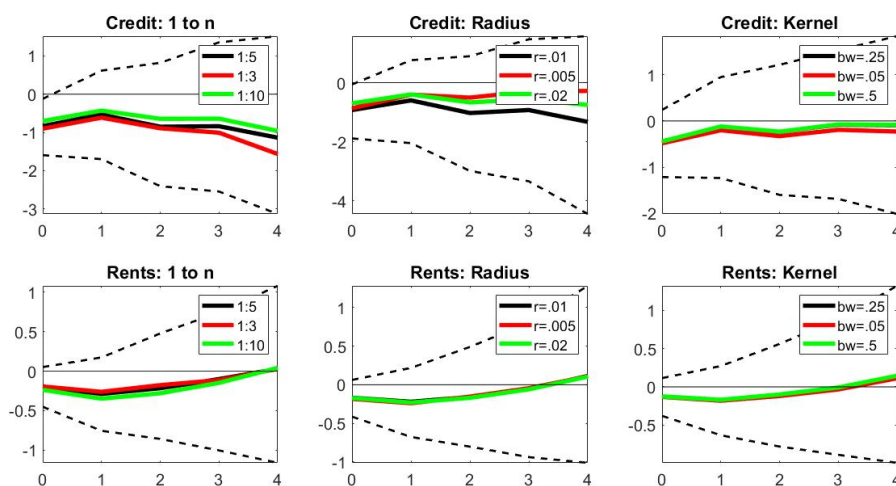 Credit: 1 to n
1
0
-1
-2
-3
1:5
1:3
1:10
0 1 2 3 4
Credit: Radius
0
-2
-4
r=.01
r=.005
r=.02
0 1 2 3 4
Credit: Kernel
1
0
-1
-2
bw=.25
bw=.05
bw=.5
0 1 2 3 4
Rents: 1 to n
1
0.5
0
-0.5
-1
1:5
1:3
1:10
0 1 2 3 4
Rents: Radius
1
0.5
0
-0.5
-1
r=.01
r=.005
r=.02
0 1 2 3 4
Rents: Kernel
1
0.5
0
-0.5
bw=.25
bw=.05
bw=.5
0 1 2 3 4